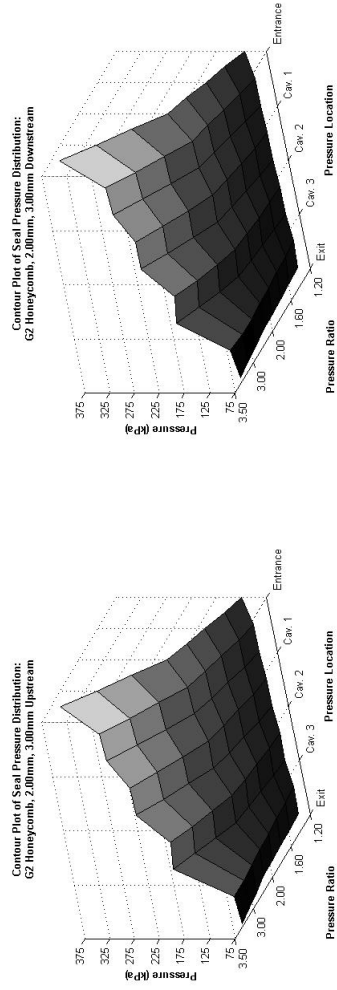 Contour Plot of Seal Pressure Distribution:
G2 Honeycomb, 2.00mm, 3.00mm Upstream
375
325
275
225
175
125
75
Pressure (kPa)
3.50
3.00
2.00
1.60
1.20
Pressure Ratio
Exit
Cav. 3
Cav. 2
Cav. 1
Entrance
Pressure Location
Contour Plot of Seal Pressure Distribution:
G2 Honeycomb, 2.00mm, 3.00mm Downstream
375
325
275
225
175
125
75
Pressure (kPa)
3.50
3.00
2.00
1.60
1.20
Pressure Ratio
Exit
Cav. 3
Cav. 2
Cav. 1
Entrance
Pressure Location